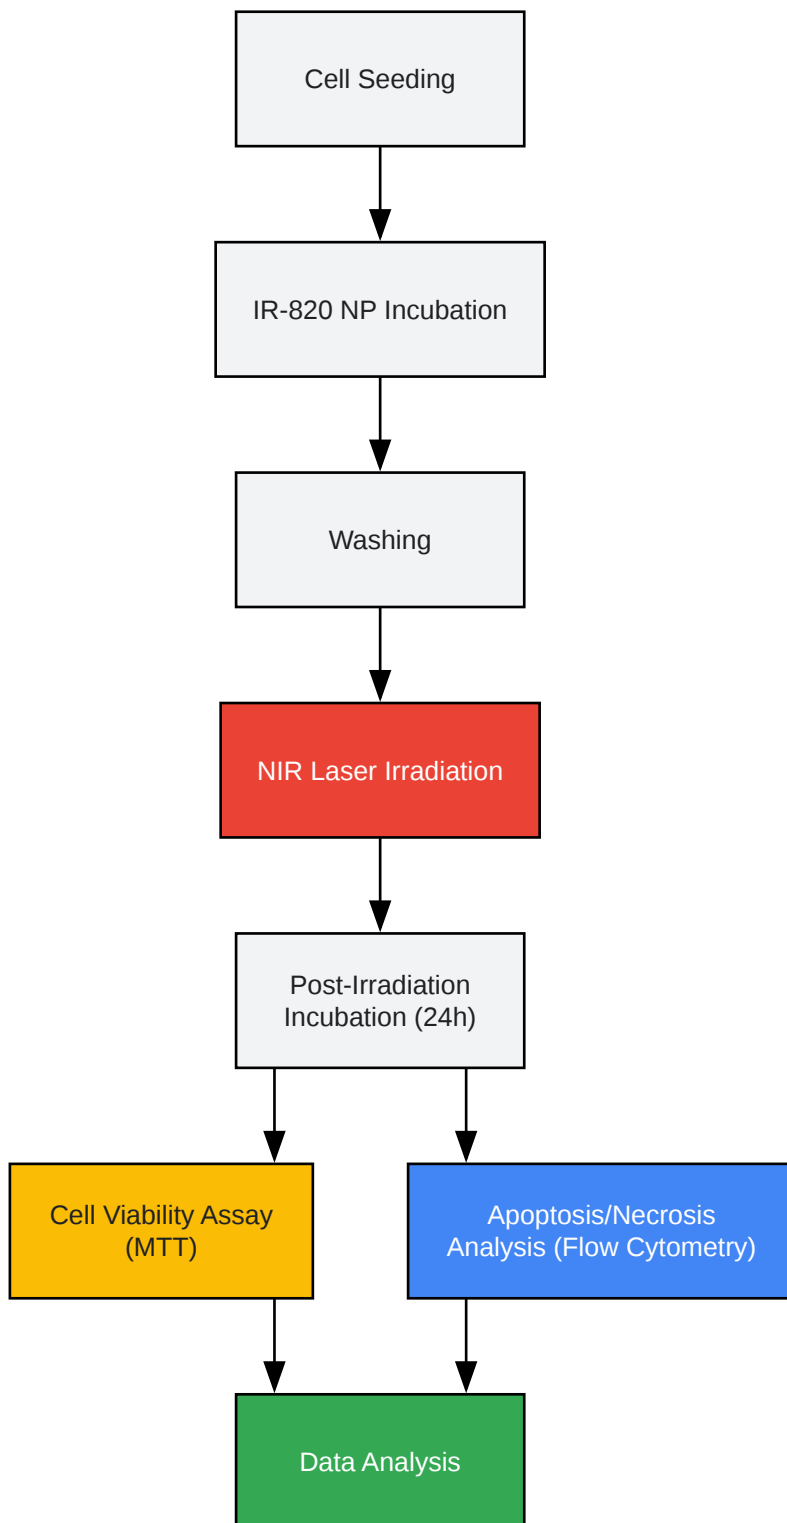 Cell Seeding
IR-820 NP Incubation
Washing
NIR Laser Irradiation
Post-Irradiation
Incubation (24h)
Cell Viability Assay
(MTT)
Apoptosis/Necrosis
Analysis (Flow Cytometry)
Data Analysis